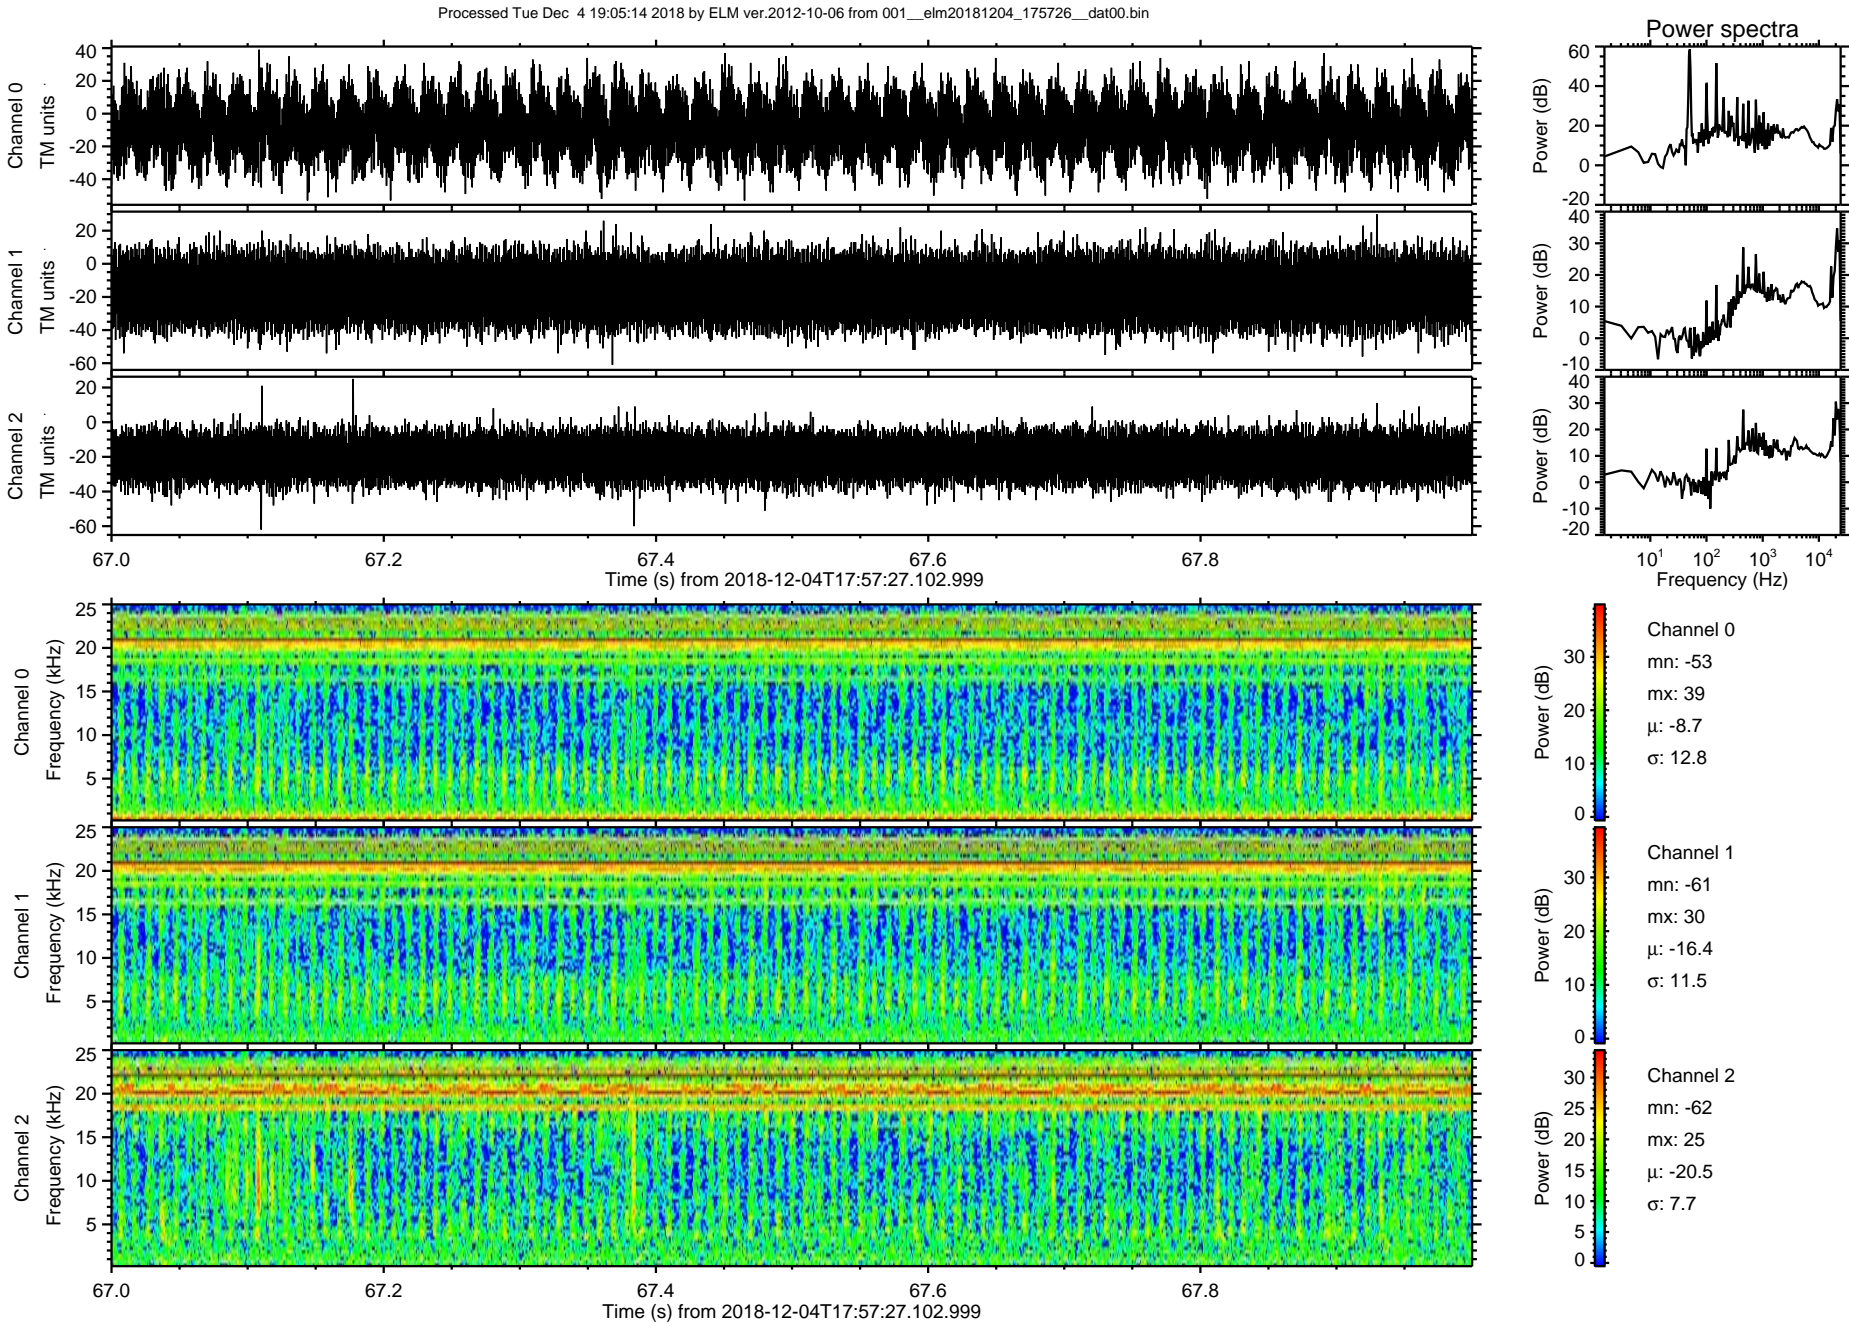 Processed Tue Dec  4 19:05:14 2018 by ELM ver.2012-10-06 from 001__elm20181204_175726__dat00.bin
Power spectra
Channel 0
TM units
40
20
0
-20
-40
Power (dB)
60
40
20
0
-20
Channel 1
TM units
20
0
-20
-40
-60
Power (dB)
40
30
20
10
0
-10
Channel 2
TM units
20
0
-20
-40
-60
Power (dB)
40
30
20
10
0
-10
-20
67.0 67.2 67.4 67.6 67.8
Time (s) from 2018-12-04T17:57:27.102.999
10¹ 10² 10³ 10⁴
Frequency (Hz)
Channel 0
Frequency (kHz)
25
20
15
10
5
Power (dB)
30
20
10
0
Channel 0
mn: -53
mx: 39
μ: -8.7
σ: 12.8
Channel 1
Frequency (kHz)
25
20
15
10
5
Power (dB)
30
20
10
0
Channel 1
mn: -61
mx: 30
μ: -16.4
σ: 11.5
Channel 2
Frequency (kHz)
25
20
15
10
5
Power (dB)
30
25
20
15
10
5
0
Channel 2
mn: -62
mx: 25
μ: -20.5
σ: 7.7
67.0 67.2 67.4 67.6 67.8
Time (s) from 2018-12-04T17:57:27.102.999